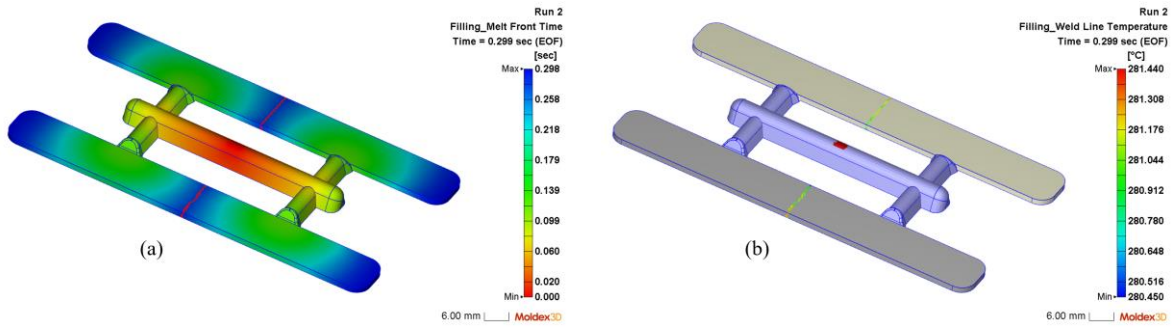 Run 2
Filling_Melt Front Time
Time = 0.299 sec (EOF)
[sec]
Max 0.298
0.258
0.218
0.179
0.139
0.099
0.060
0.020
Min 0.000
(a)
6.00 mm Moldex3D
Run 2
Filling_Weld Line Temperature
Time = 0.299 sec (EOF)
[°C]
Max 281.440
281.308
281.176
281.044
280.912
280.780
280.648
280.516
Min 280.450
(b)
6.00 mm Moldex3D